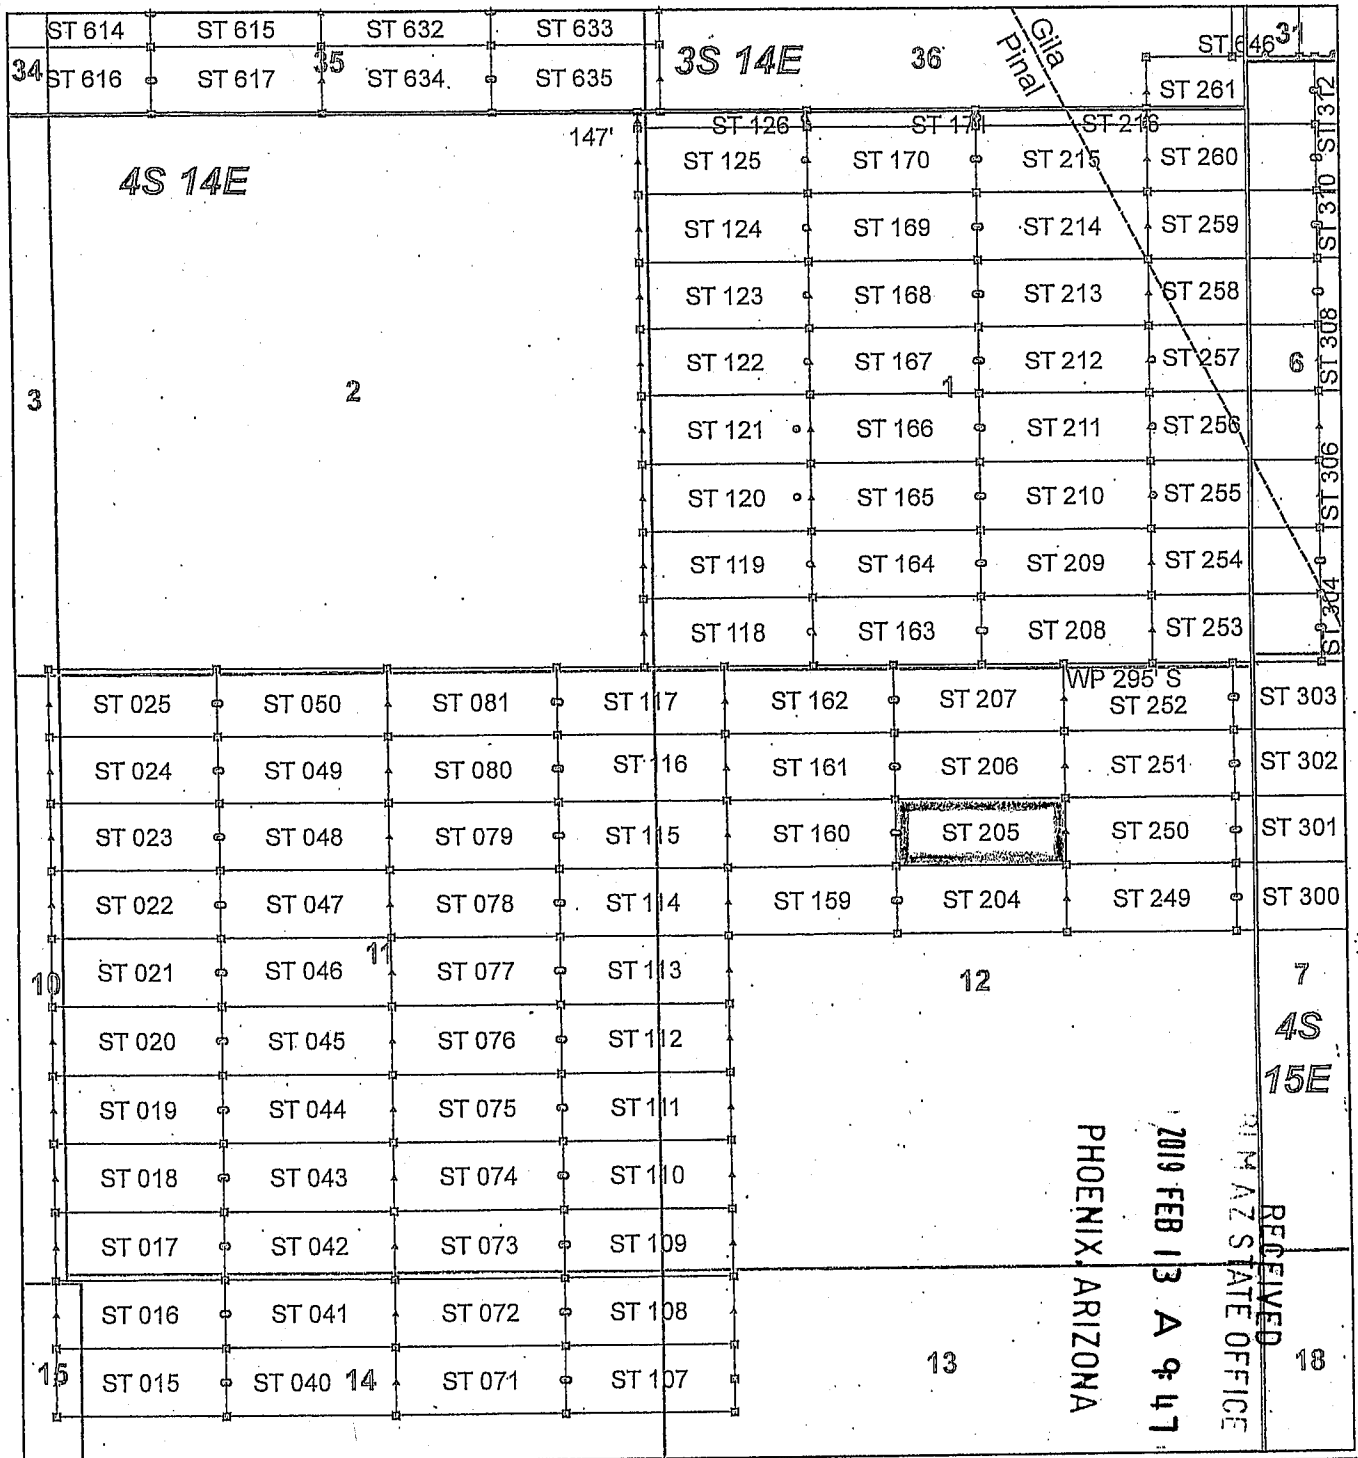 ST 614 ST 615 ST 632 ST 633
34 ST 616 ST 617 35 ST 634 ST 635 3S 14E 36 Gila Pinal ST 646 31
ST 261 ST 312
147' ST 126 ST 171 ST 216
4S 14E ST 125 ST 170 ST 215 ST 260
ST 124 ST 169 ST 214 ST 259 ST 310
ST 123 ST 168 ST 213 ST 258
3 2 ST 122 ST 167 1 ST 212 ST 257 6 ST 308
ST 121 ST 166 ST 211 ST 256
ST 120 ST 165 ST 210 ST 255 ST 306
ST 119 ST 164 ST 209 ST 254
ST 118 ST 163 ST 208 ST 253 ST 304
WP 295' S
ST 025 ST 050 ST 081 ST 117 ST 162 ST 207 ST 252 ST 303
ST 024 ST 049 ST 080 ST 116 ST 161 ST 206 ST 251 ST 302
ST 023 ST 048 ST 079 ST 115 ST 160 ST 205 ST 250 ST 301
ST 022 ST 047 ST 078 ST 114 ST 159 ST 204 ST 249 ST 300
10 ST 021 ST 046 11 ST 077 ST 113 12 7
ST 020 ST 045 ST 076 ST 112 4S
15E
ST 019 ST 044 ST 075 ST 111
ST 018 ST 043 ST 074 ST 110
ST 017 ST 042 ST 073 ST 109
ST 016 ST 041 ST 072 ST 108
15 ST 015 ST 040 14 ST 071 ST 107 13 18
RECEIVED
BLM AZ STATE OFFICE
2019 FEB 13 A 9:47
PHOENIX, ARIZONA